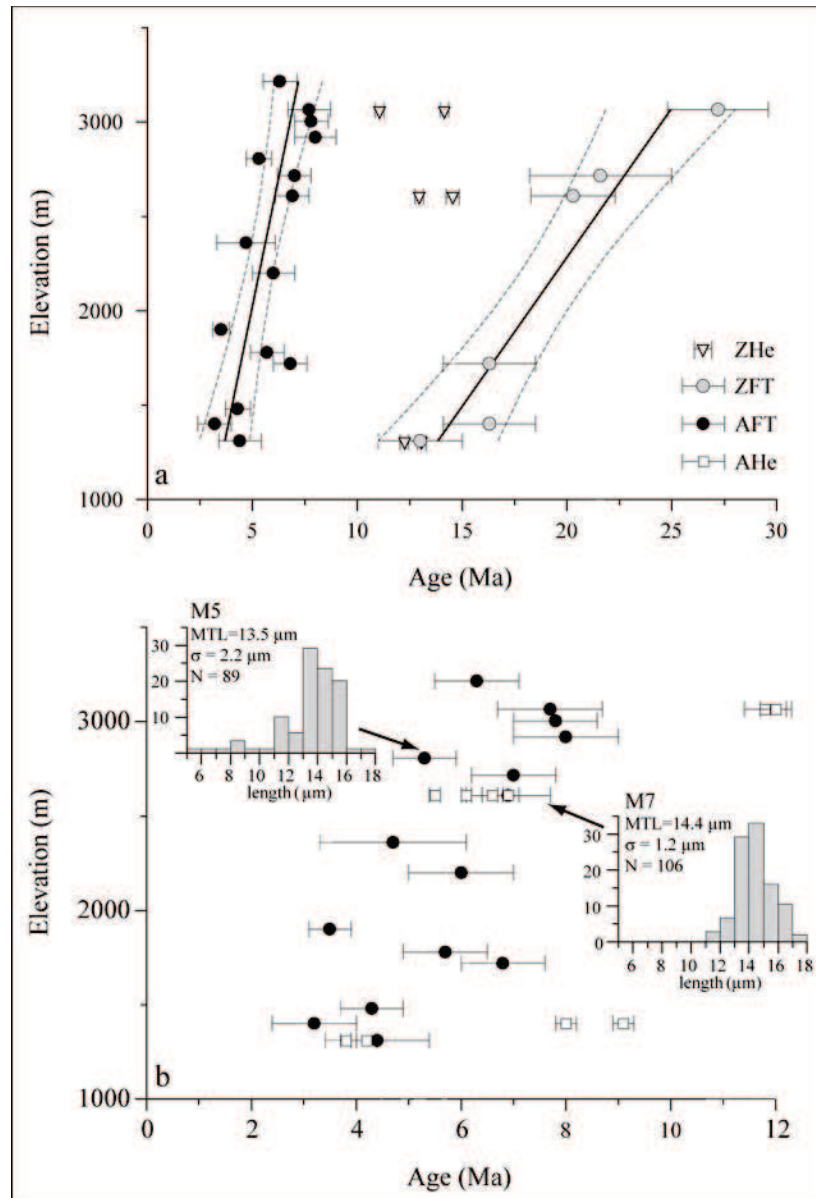 3000
2000
1000
Elevation (m)
a
ZHe
ZFT
AFT
AHe
0 5 10 15 20 25 30
Age (Ma)
M5
MTL=13.5 µm
σ = 2.2 µm
N = 89
30
20
10
6 8 10 12 14 16 18
length (µm)
M7
MTL=14.4 µm
σ = 1.2 µm
N = 106
30
20
10
0
6 8 10 12 14 16 18
length (µm)
3000
2000
1000
Elevation (m)
b
0 2 4 6 8 10 12
Age (Ma)